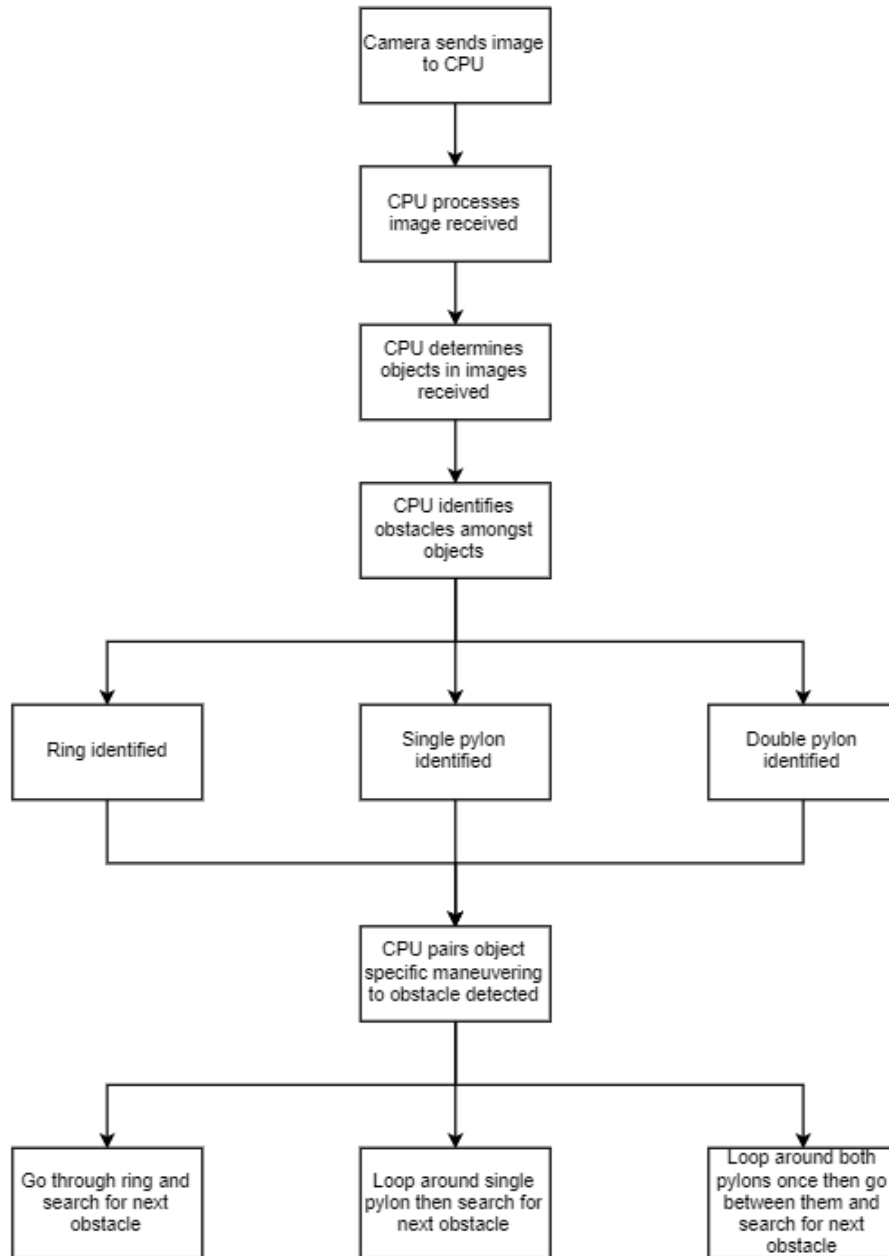 Camera sends image
to CPU
CPU processes
image received
CPU determines
objects in images
received
CPU identifies
obstacles amongst
objects
Ring identified
Single pylon
identified
Double pylon
identified
CPU pairs object
specific maneuvering
to obstacle detected
Go through ring and
search for next
obstacle
Loop around single
pylon then search for
next obstacle
Loop around both
pylons once then go
between them and
search for next
obstacle